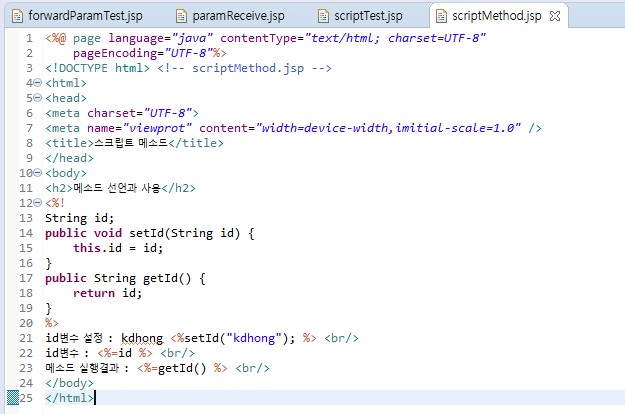 forwardParamTest.jsp paramReceive.jsp scriptTest.jsp scriptMethod.jsp
1 <%@ page language="java" contentType="text/html; charset=UTF-8"
2     pageEncoding="UTF-8"%>
3 <!DOCTYPE html> <!-- scriptMethod.jsp -->
4 <html>
5 <head>
6 <meta charset="UTF-8">
7 <meta name="viewprot" content="width=device-width,imitial-scale=1.0" />
8 <title>스크립트 메소드</title>
9 </head>
10 <body>
11 <h2>메소드 선언과 사용</h2>
12 <%!
13 String id;
14 public void setId(String id) {
15     this.id = id;
16 }
17 public String getId() {
18     return id;
19 }
20 %>
21 id변수 설정 : kdhong <%setId("kdhong"); %> <br/>
22 id변수 : <%=id %> <br/>
23 메소드 실행결과 : <%=getId() %> <br/>
24 </body>
25 </html>